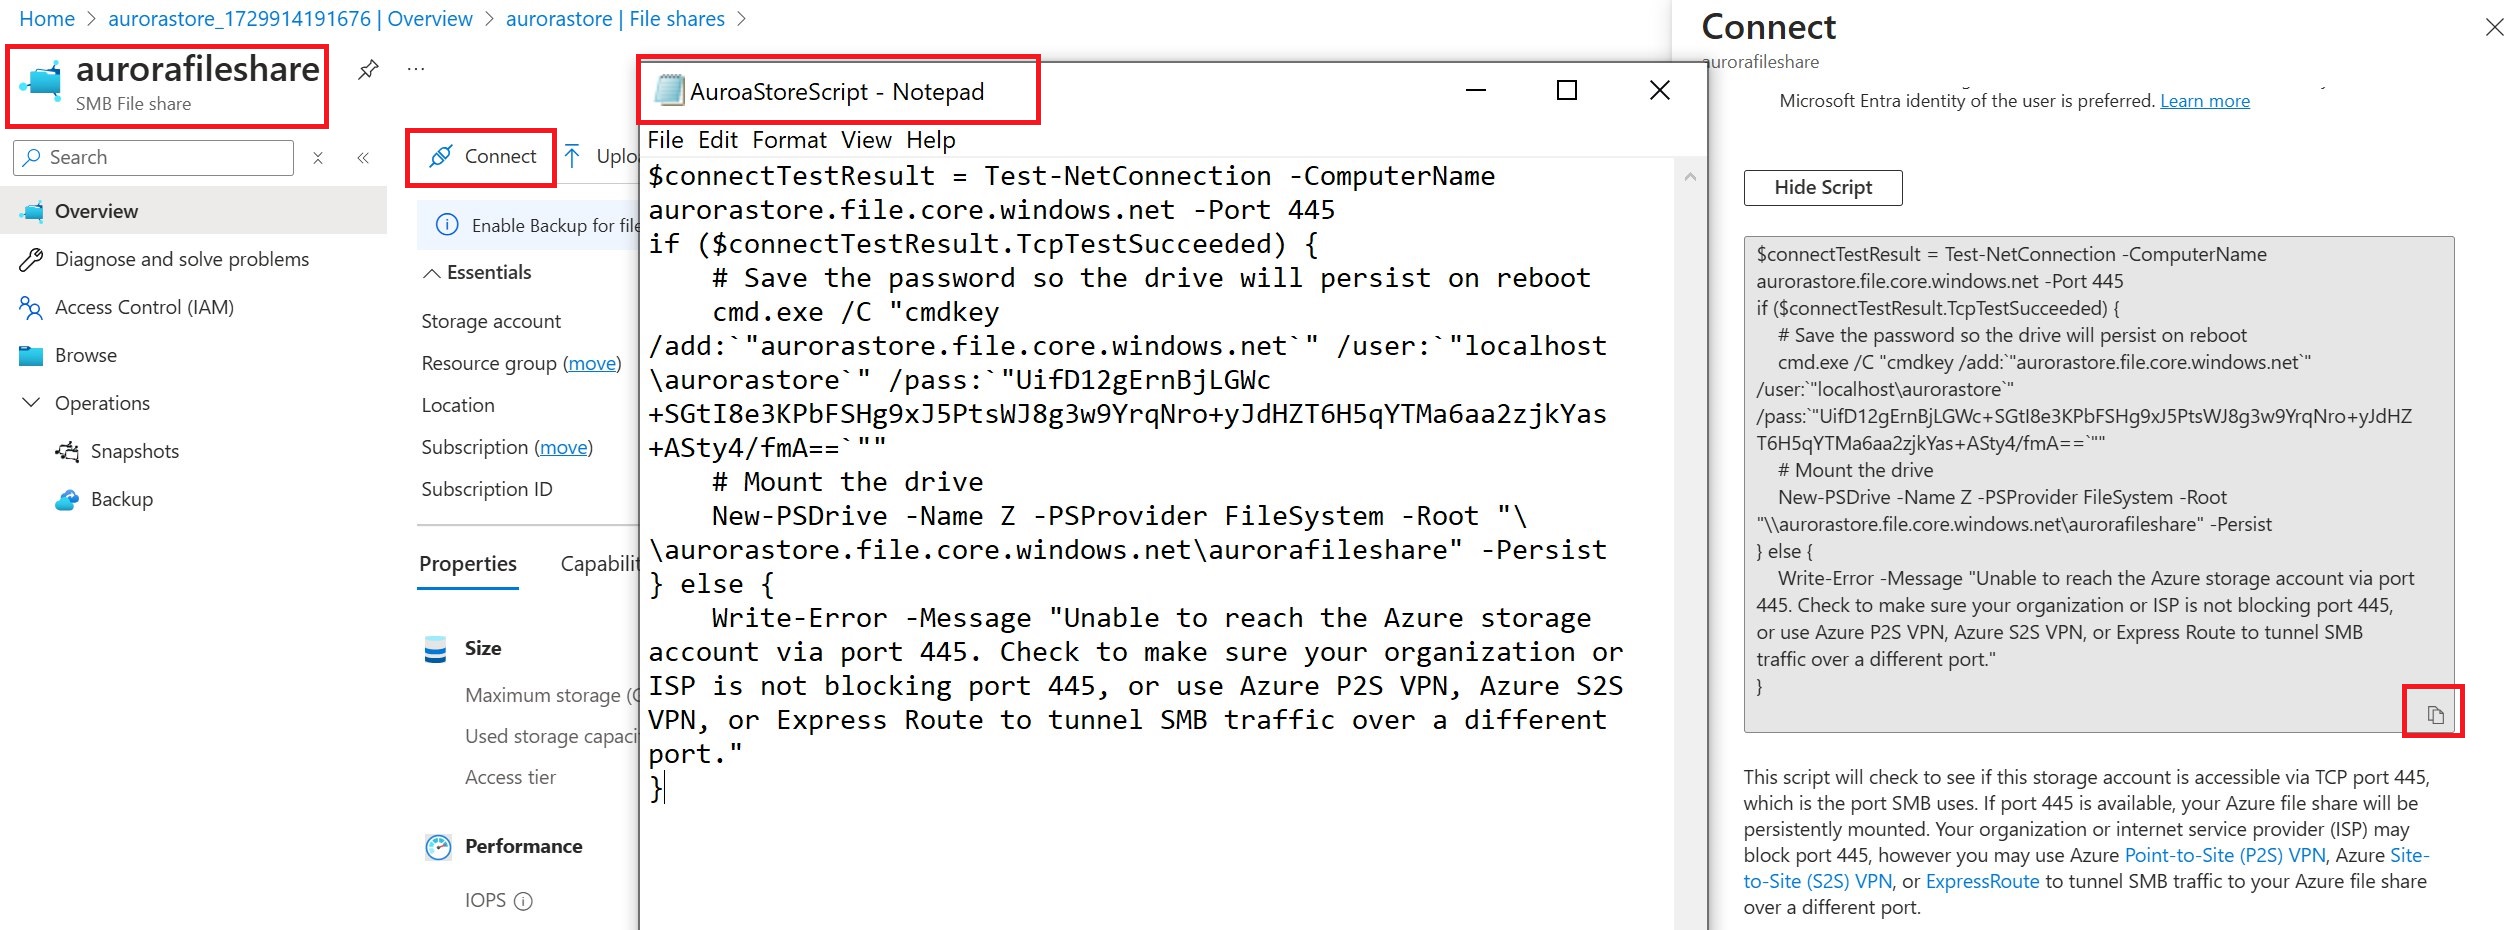 Home > aurorastore_1729914191676 | Overview > aurorastore | File shares >
aurorafileshare
SMB File share
Search
Overview
Diagnose and solve problems
Access Control (IAM)
Browse
Operations
Snapshots
Backup
Connect
Uplo
Enable Backup for file
Essentials
Storage account
Resource group (move)
Location
Subscription (move)
Subscription ID
Properties
Capabilit
Size
Maximum storage (
Used storage capaci
Access tier
Performance
IOPS
AuroaStoreScript - Notepad
File Edit Format View Help
$connectTestResult = Test-NetConnection -ComputerName
aurorastore.file.core.windows.net -Port 445
if ($connectTestResult.TcpTestSucceeded) {
    # Save the password so the drive will persist on reboot
    cmd.exe /C "cmdkey
/add:`"aurorastore.file.core.windows.net`" /user:`"localhost
\aurorastore`" /pass:`"UifD12gErnBjLGWc
+SGtI8e3KPbFSHg9xJ5PtsWJ8g3w9YrqNro+yJdHZT6H5qYTMa6aa2zjkYas
+ASty4/fmA==`""
    # Mount the drive
    New-PSDrive -Name Z -PSProvider FileSystem -Root "\
\aurorastore.file.core.windows.net\aurorafileshare" -Persist
} else {
    Write-Error -Message "Unable to reach the Azure storage
account via port 445. Check to make sure your organization or
ISP is not blocking port 445, or use Azure P2S VPN, Azure S2S
VPN, or Express Route to tunnel SMB traffic over a different
port."
}
Connect
aurorafileshare
Microsoft Entra identity of the user is preferred. Learn more
Hide Script
$connectTestResult = Test-NetConnection -ComputerName
aurorastore.file.core.windows.net -Port 445
if ($connectTestResult.TcpTestSucceeded) {
    # Save the password so the drive will persist on reboot
    cmd.exe /C "cmdkey /add:`"aurorastore.file.core.windows.net`"
/user:`"localhost\aurorastore`"
/pass:`"UifD12gErnBjLGWc+SGtI8e3KPbFSHg9xJ5PtsWJ8g3w9YrqNro+yJdHZ
T6H5qYTMa6aa2zjkYas+ASty4/fmA==`""
    # Mount the drive
    New-PSDrive -Name Z -PSProvider FileSystem -Root
"\\aurorastore.file.core.windows.net\aurorafileshare" -Persist
} else {
    Write-Error -Message "Unable to reach the Azure storage account via port
445. Check to make sure your organization or ISP is not blocking port 445,
or use Azure P2S VPN, Azure S2S VPN, or Express Route to tunnel SMB
traffic over a different port."
}
This script will check to see if this storage account is accessible via TCP port 445,
which is the port SMB uses. If port 445 is available, your Azure file share will be
persistently mounted. Your organization or internet service provider (ISP) may
block port 445, however you may use Azure Point-to-Site (P2S) VPN, Azure Site-
to-Site (S2S) VPN, or ExpressRoute to tunnel SMB traffic to your Azure file share
over a different port.